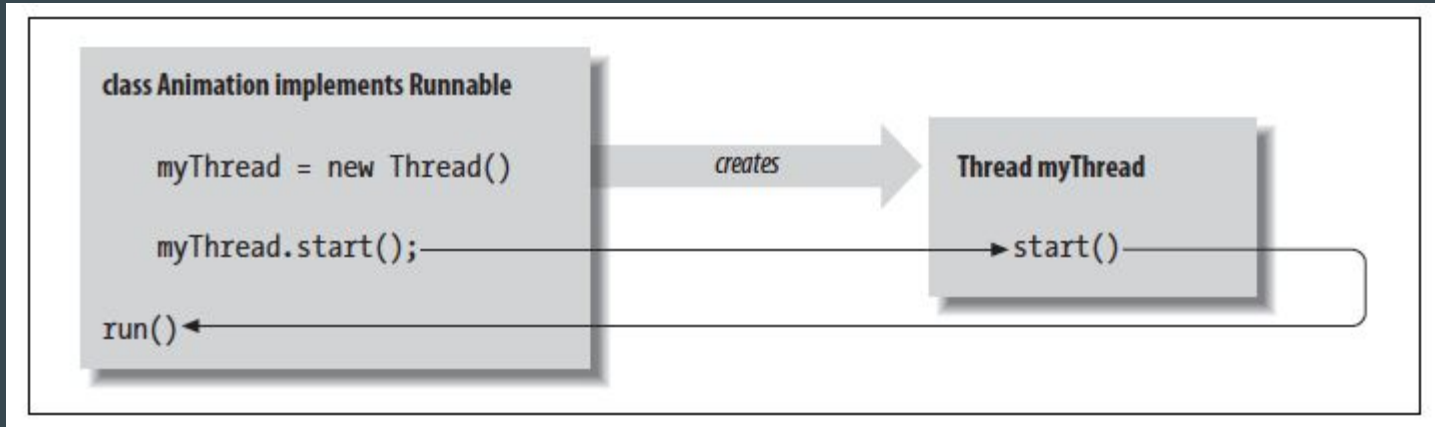 class Animation implements Runnable
myThread = new Thread()
myThread.start();
run()
creates
Thread myThread
start()